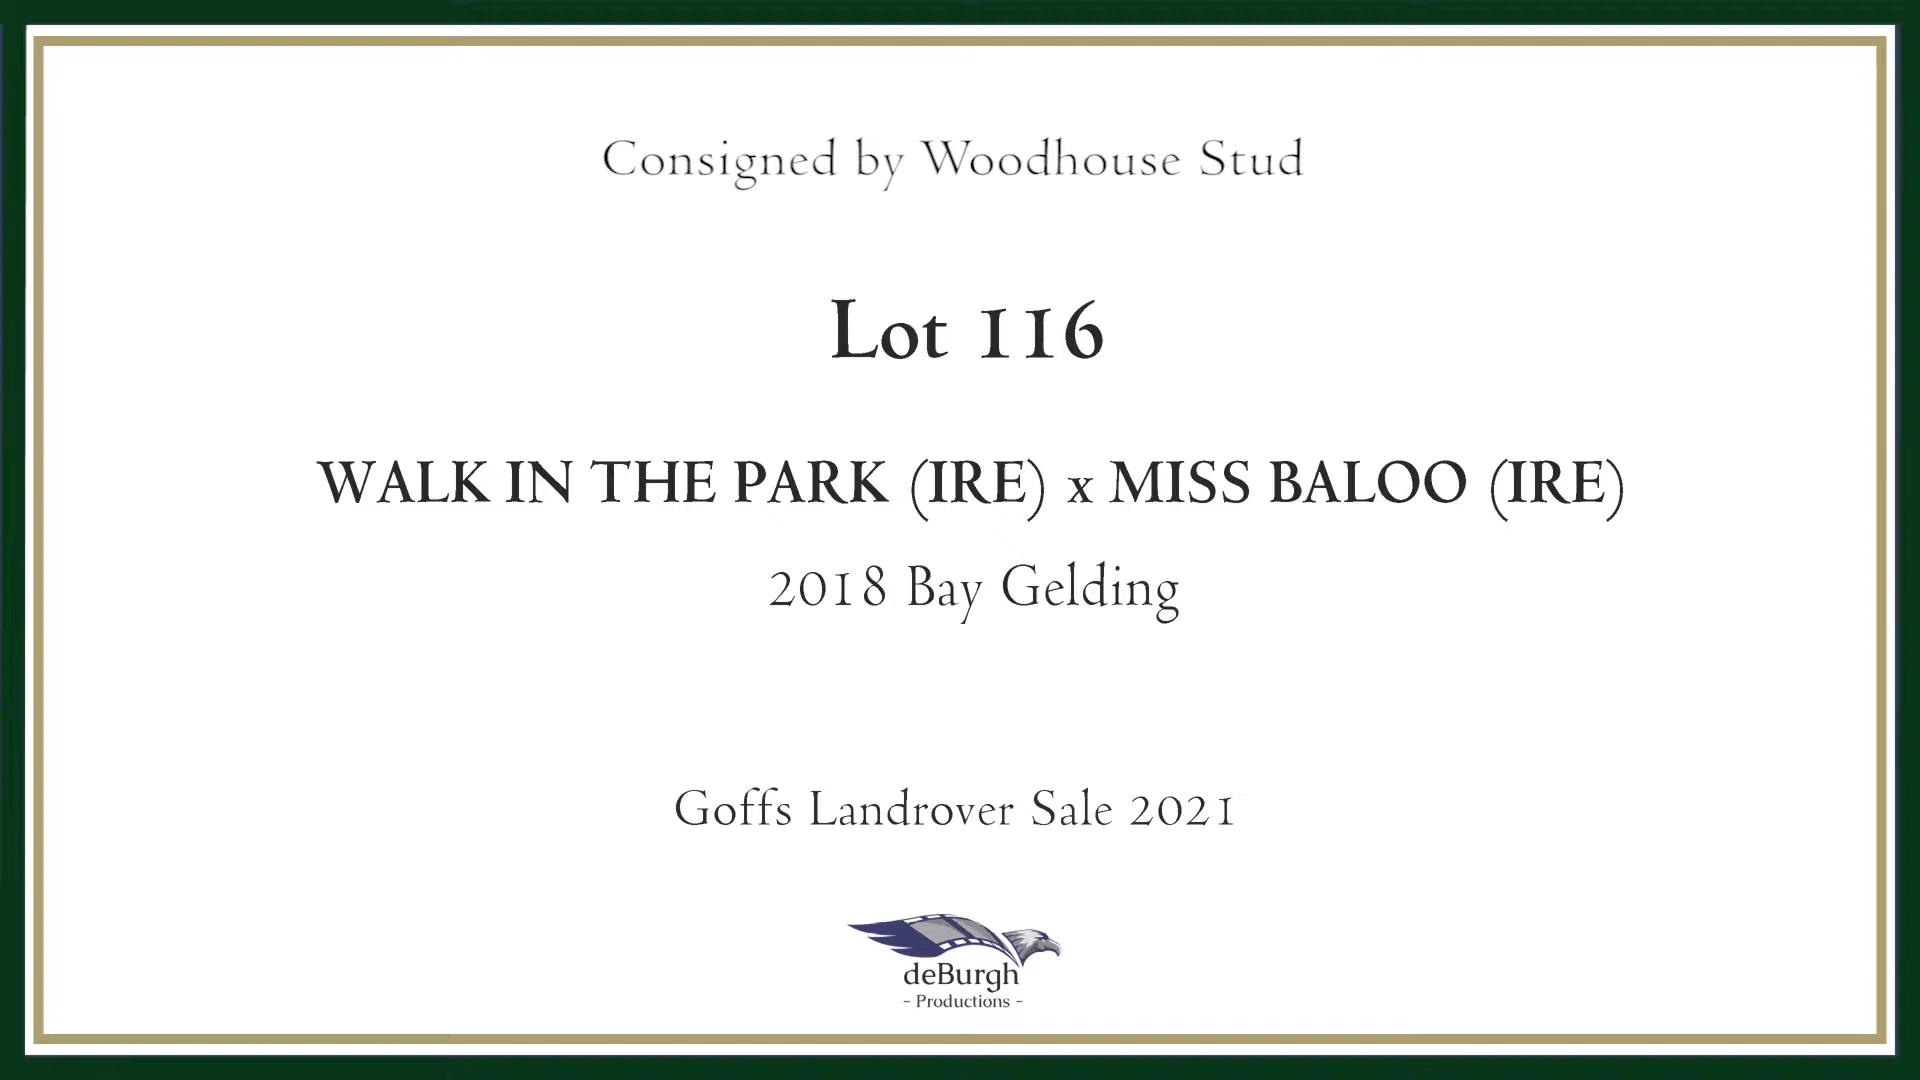 Consigned by Woodhouse Stud
Lot 116
WALK IN THE PARK (IRE) x MISS BALOO (IRE)
2018 Bay Gelding
Goffs Landrover Sale 2021
deBurgh
- Productions -